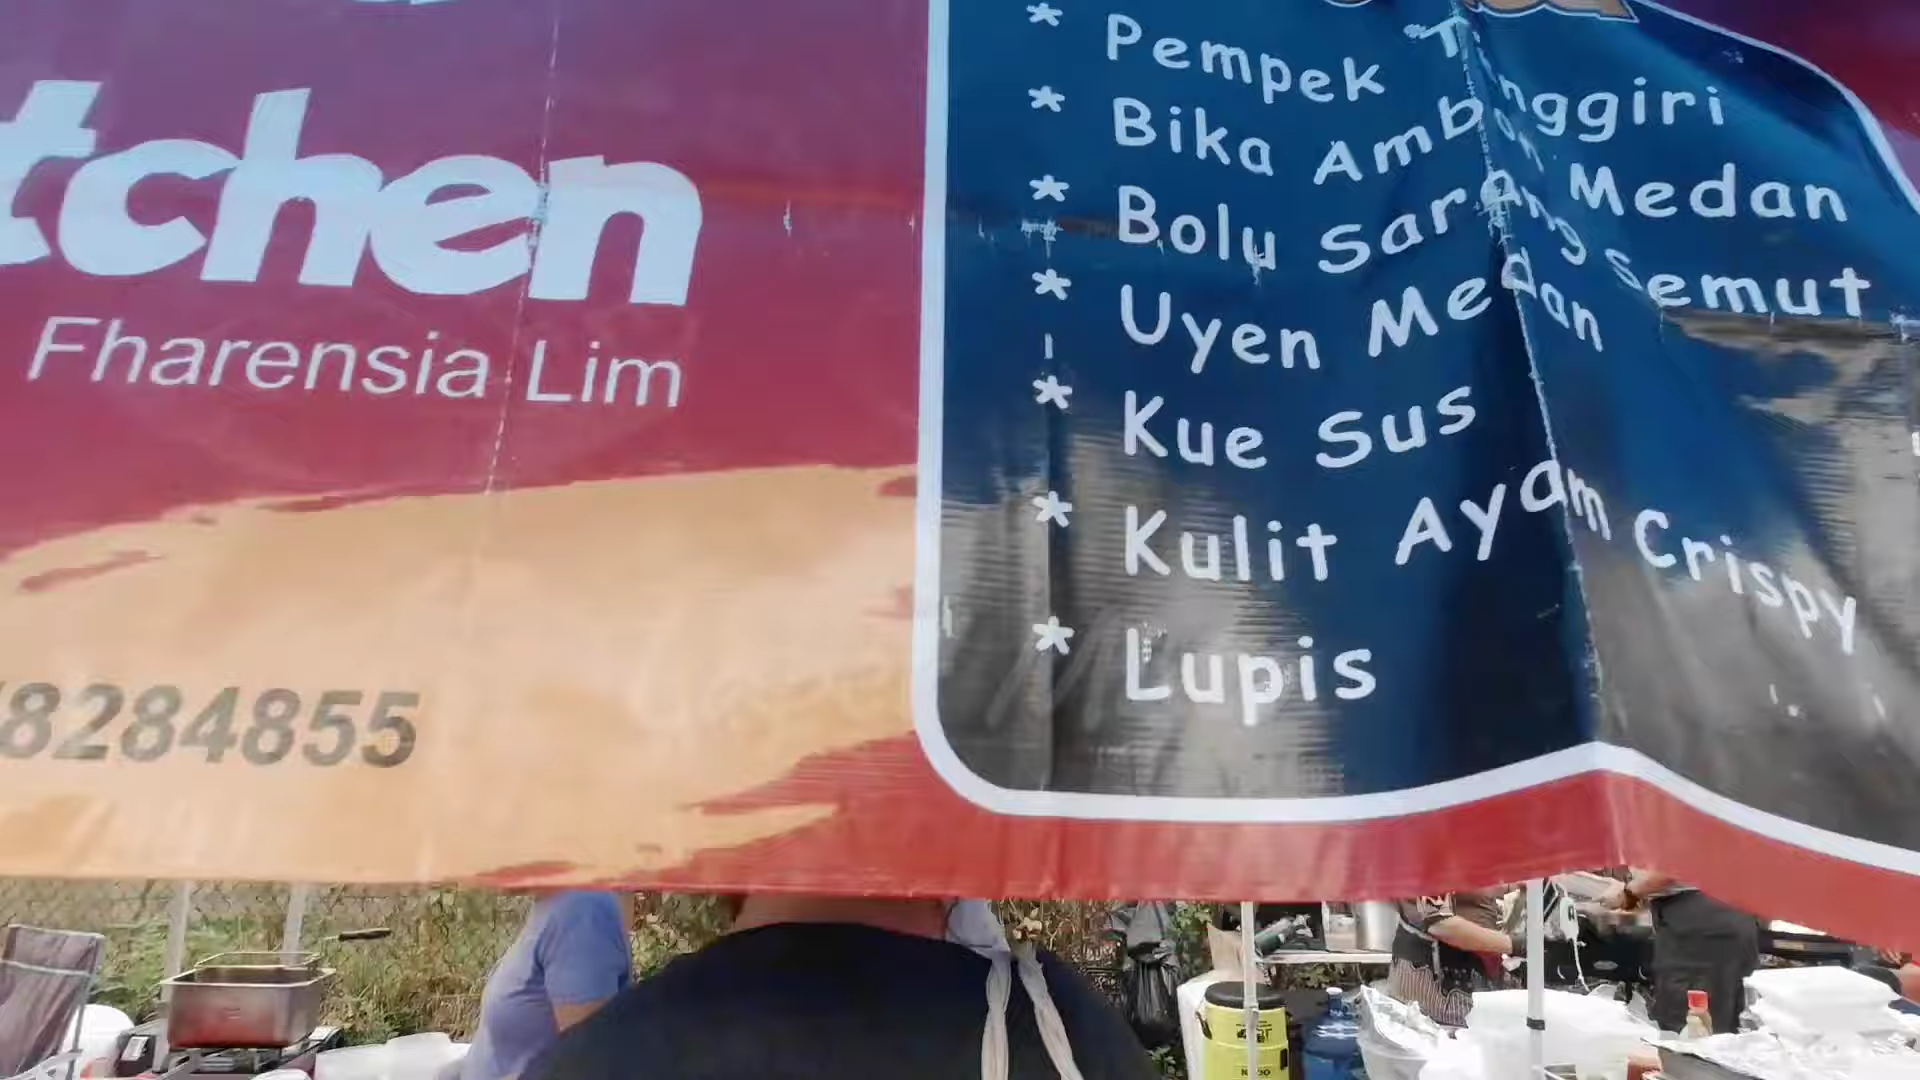 tchen
Fharensia Lim
8284855
* Pempek Tenggiri
* Bika Ambon Medan
* Bolu Sarang Semut
* Uyen Medan
* Kue Sus
* Kulit Ayam Crispy
* Lupis